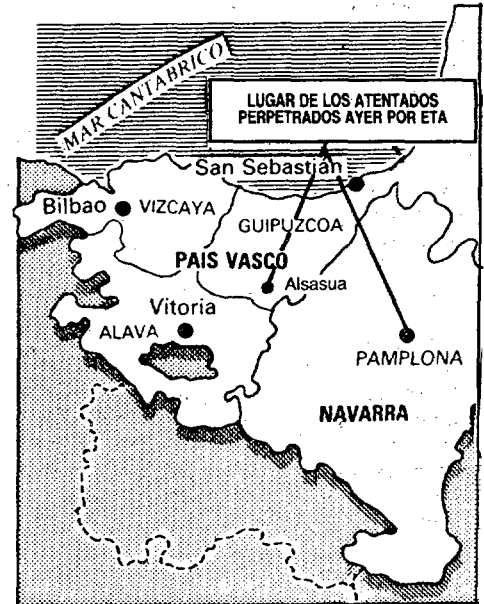 MAR CANTABRICO
LUGAR DE LOS ATENTADOS
PERPETRADOS AYER POR ETA
San Sebastián
Bilbao
VIZCAYA
GUIPUZCOA
PAIS VASCO
Alsasua
Vitoria
ALAVA
PAMPLONA
NAVARRA